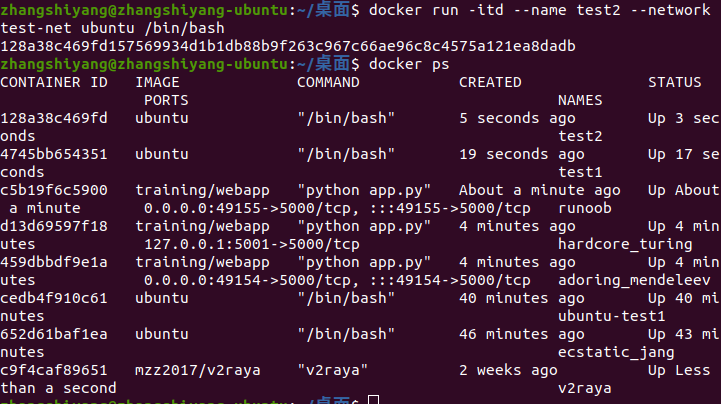 zhangshiyang@zhangshiyang-ubuntu:~/桌面$ docker run -itd --name test2 --network
test-net ubuntu /bin/bash
128a38c469fd157569934d1b1db88b9f263c967c66ae96c8c4575a121ea8dadb
zhangshiyang@zhangshiyang-ubuntu:~/桌面$ docker ps
CONTAINER ID   IMAGE             COMMAND           CREATED              STATUS
                PORTS                                         NAMES
128a38c469fd   ubuntu            "/bin/bash"       5 seconds ago        Up 3 sec
onds                                                          test2
4745bb654351   ubuntu            "/bin/bash"       19 seconds ago       Up 17 se
conds                                                         test1
c5b19f6c5900   training/webapp   "python app.py"   About a minute ago   Up About
 a minute       0.0.0.0:49155->5000/tcp, :::49155->5000/tcp   runoob
d13d69597f18   training/webapp   "python app.py"   4 minutes ago        Up 4 min
utes            127.0.0.1:5001->5000/tcp                      hardcore_turing
459dbbdf9e1a   training/webapp   "python app.py"   4 minutes ago        Up 4 min
utes            0.0.0.0:49154->5000/tcp, :::49154->5000/tcp   adoring_mendeleev
cedb4f910c61   ubuntu            "/bin/bash"       40 minutes ago       Up 40 mi
nutes                                                         ubuntu-test1
652d61baf1ea   ubuntu            "/bin/bash"       46 minutes ago       Up 43 mi
nutes                                                         ecstatic_jang
c9f4caf89651   mzz2017/v2raya    "v2raya"          2 weeks ago          Up Less
than a second                                                 v2raya
zhangshiyang@zhangshiyang-ubuntu:~/桌面$